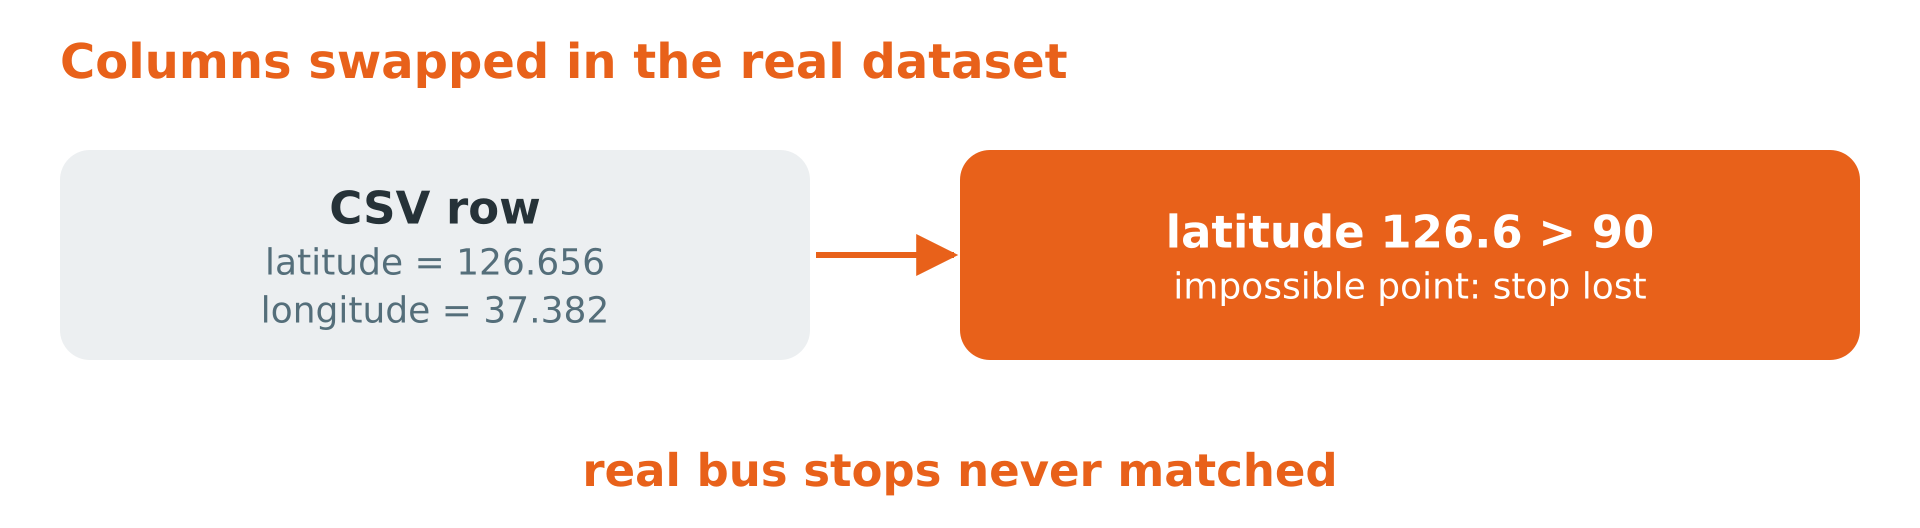 Columns swapped in the real dataset
CSV row
latitude = 126.656
longitude = 37.382
latitude 126.6 > 90
impossible point: stop lost
real bus stops never matched